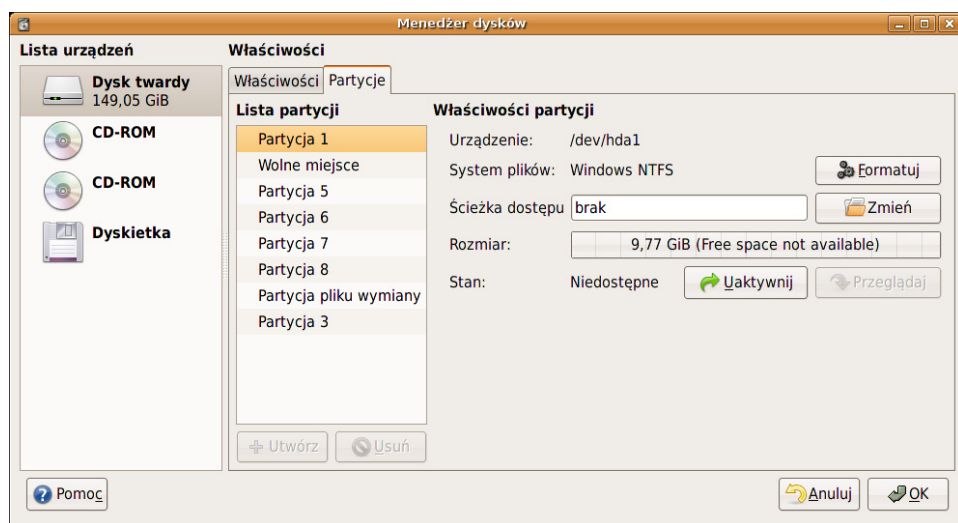 Menedżer dysków
Lista urządzeń
Dysk twardy
149,05 GiB
CD-ROM
CD-ROM
Dyskietka
Właściwości
Właściwości Partycje
Lista partycji
Partycja 1
Wolne miejsce
Partycja 5
Partycja 6
Partycja 7
Partycja 8
Partycja pliku wymiany
Partycja 3
Utwórz Usuń
Właściwości partycji
Urządzenie: /dev/hda1
System plików: Windows NTFS Formatuj
Ścieżka dostępu brak Zmień
Rozmiar: 9,77 GiB (Free space not available)
Stan: Niedostępne Uaktywnij Przeglądaj
Pomoc Anuluj OK